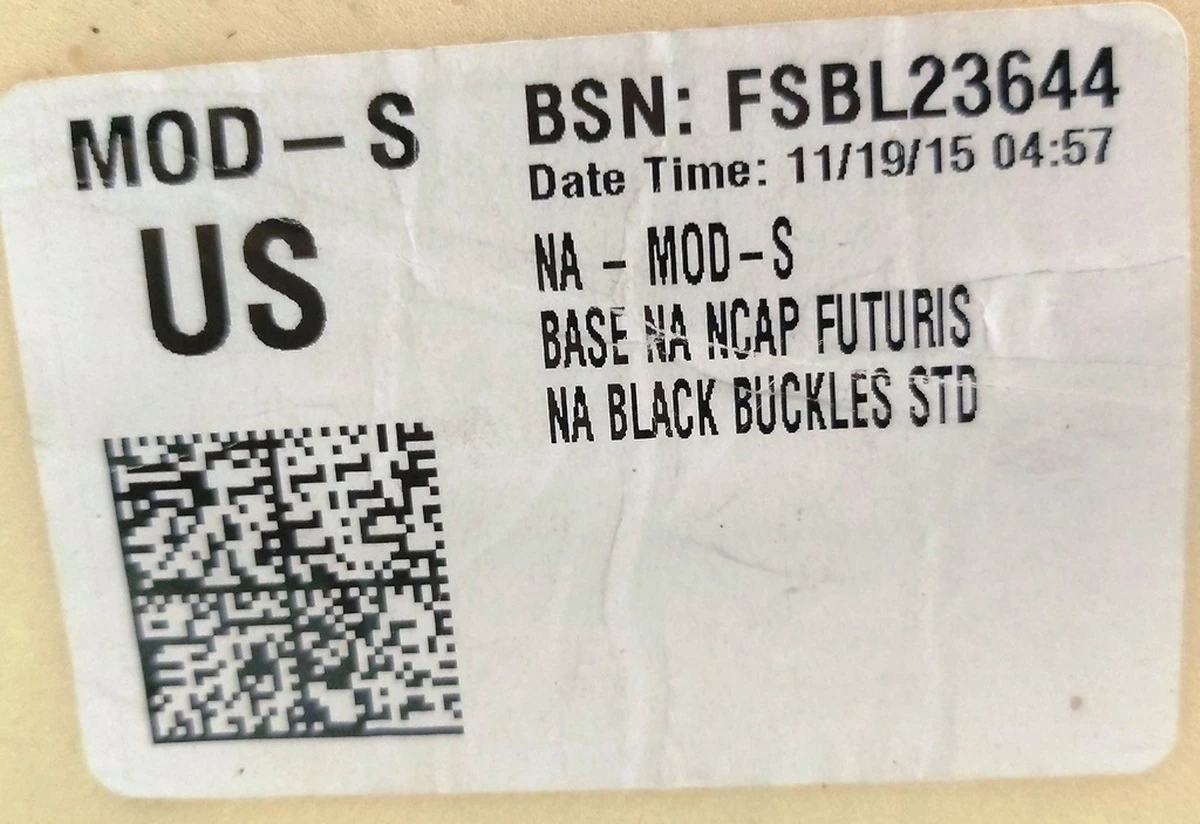 MOD-S
US
BSN: FSBL23644
Date Time: 11/19/15 04:57
NA - MOD-S
BASE NA NCAP FUTURIS
NA BLACK BUCKLES STD